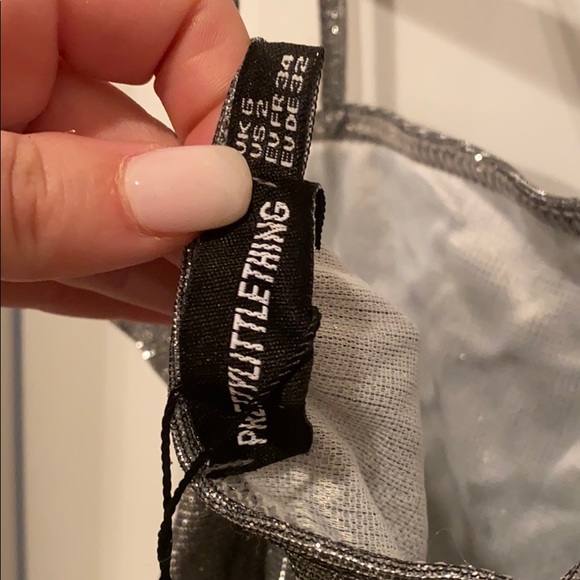 UK 6
US 2
EU FR 34
EU DE 32
PRETTYLITTLETHING